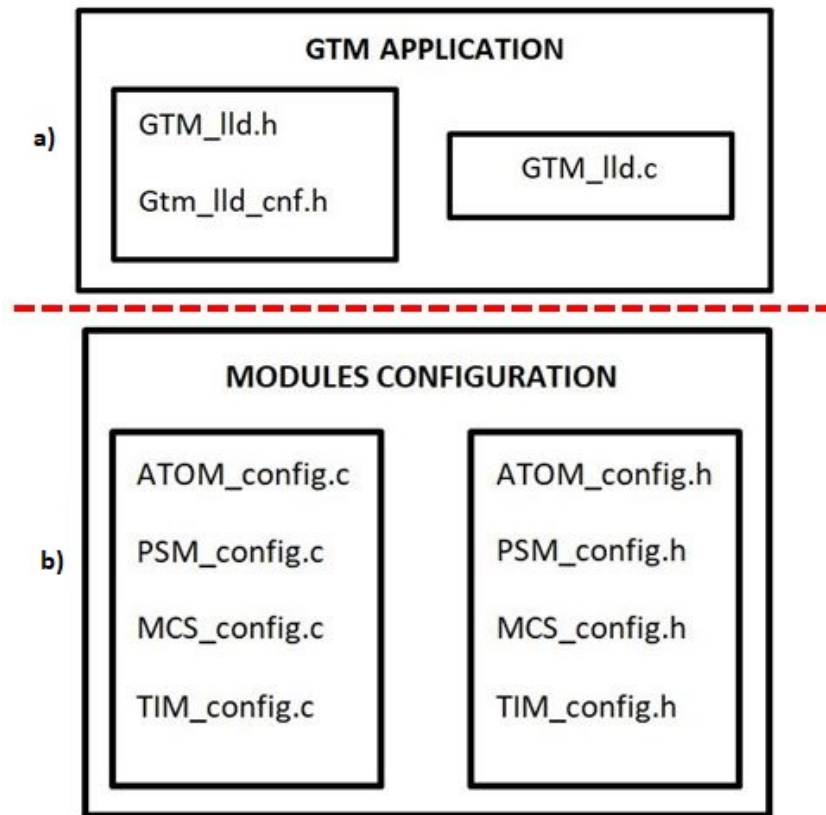 GTM APPLICATION
a)
GTM_lld.h
Gtm_lld_cnf.h
GTM_lld.c
MODULES CONFIGURATION
b)
ATOM_config.c
PSM_config.c
MCS_config.c
TIM_config.c
ATOM_config.h
PSM_config.h
MCS_config.h
TIM_config.h